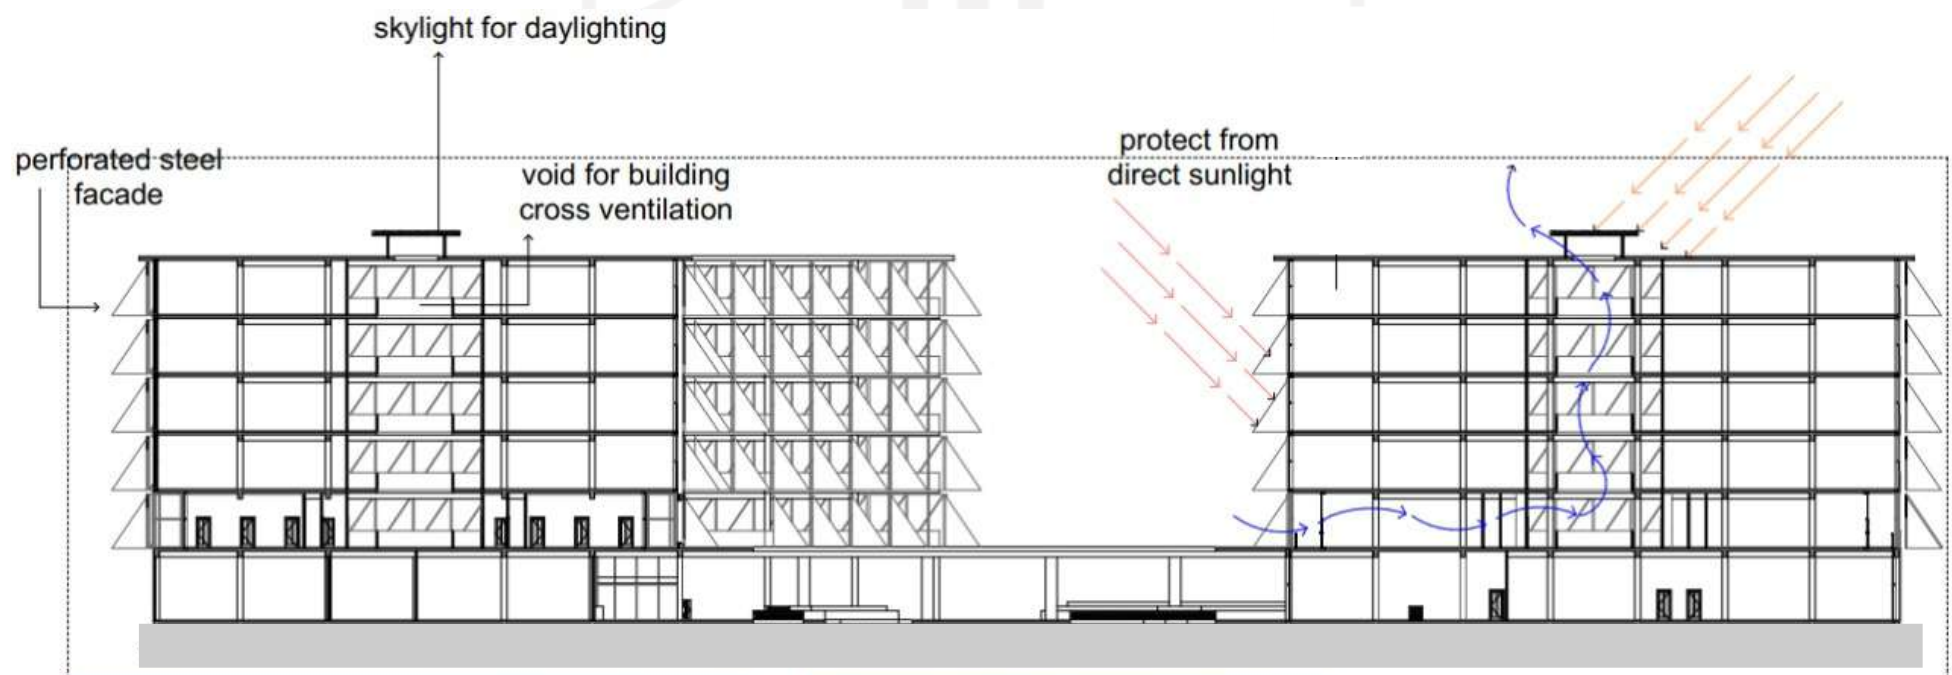 skylight for daylighting
perforated steel
facade
void for building
cross ventilation
protect from
direct sunlight